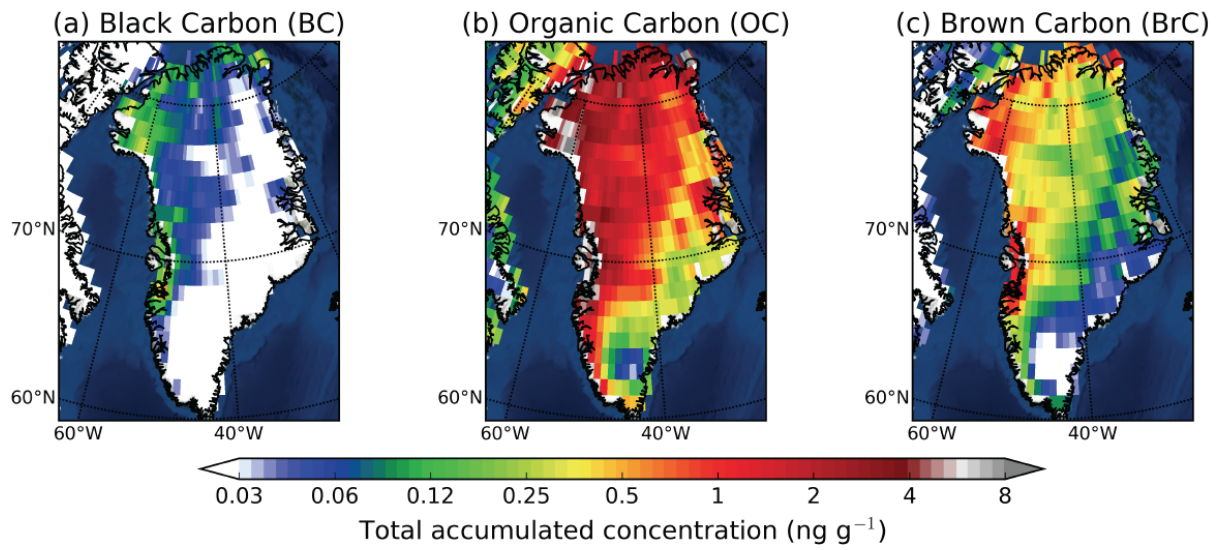 (a) Black Carbon (BC) (b) Organic Carbon (OC) (c) Brown Carbon (BrC)
70°N 70°N 70°N
60°N 60°N 60°N
60°W 40°W 60°W 40°W 60°W 40°W
0.03 0.06 0.12 0.25 0.5 1 2 4 8
Total accumulated concentration (ng g⁻¹)